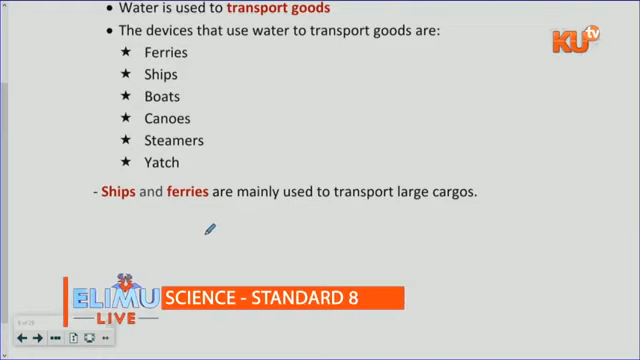 • Water is used to transport goods
• The devices that use water to transport goods are:
★ Ferries
★ Ships
★ Boats
★ Canoes
★ Steamers
★ Yatch
- Ships and ferries are mainly used to transport large cargos.
KU tv
ELIMU
LIVE
SCIENCE - STANDARD 8